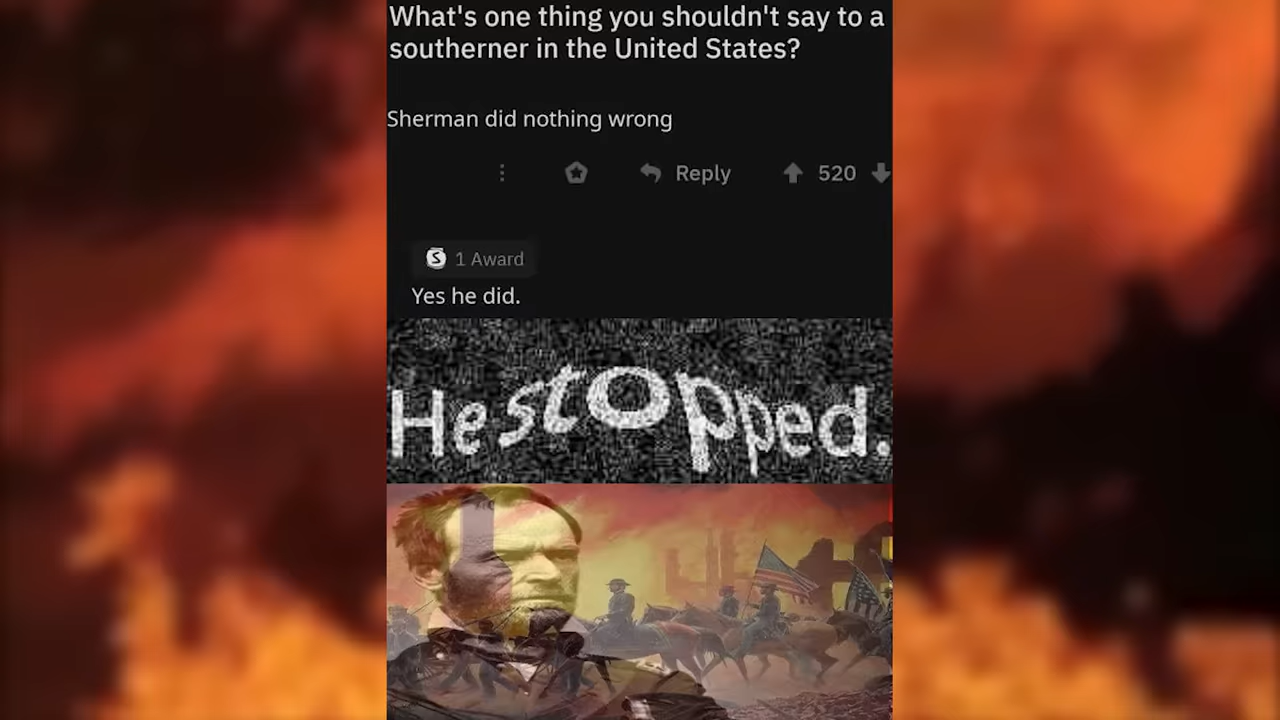 What's one thing you shouldn't say to a
southerner in the United States?
Sherman did nothing wrong
Reply 520
1 Award
Yes he did.
He stopped.